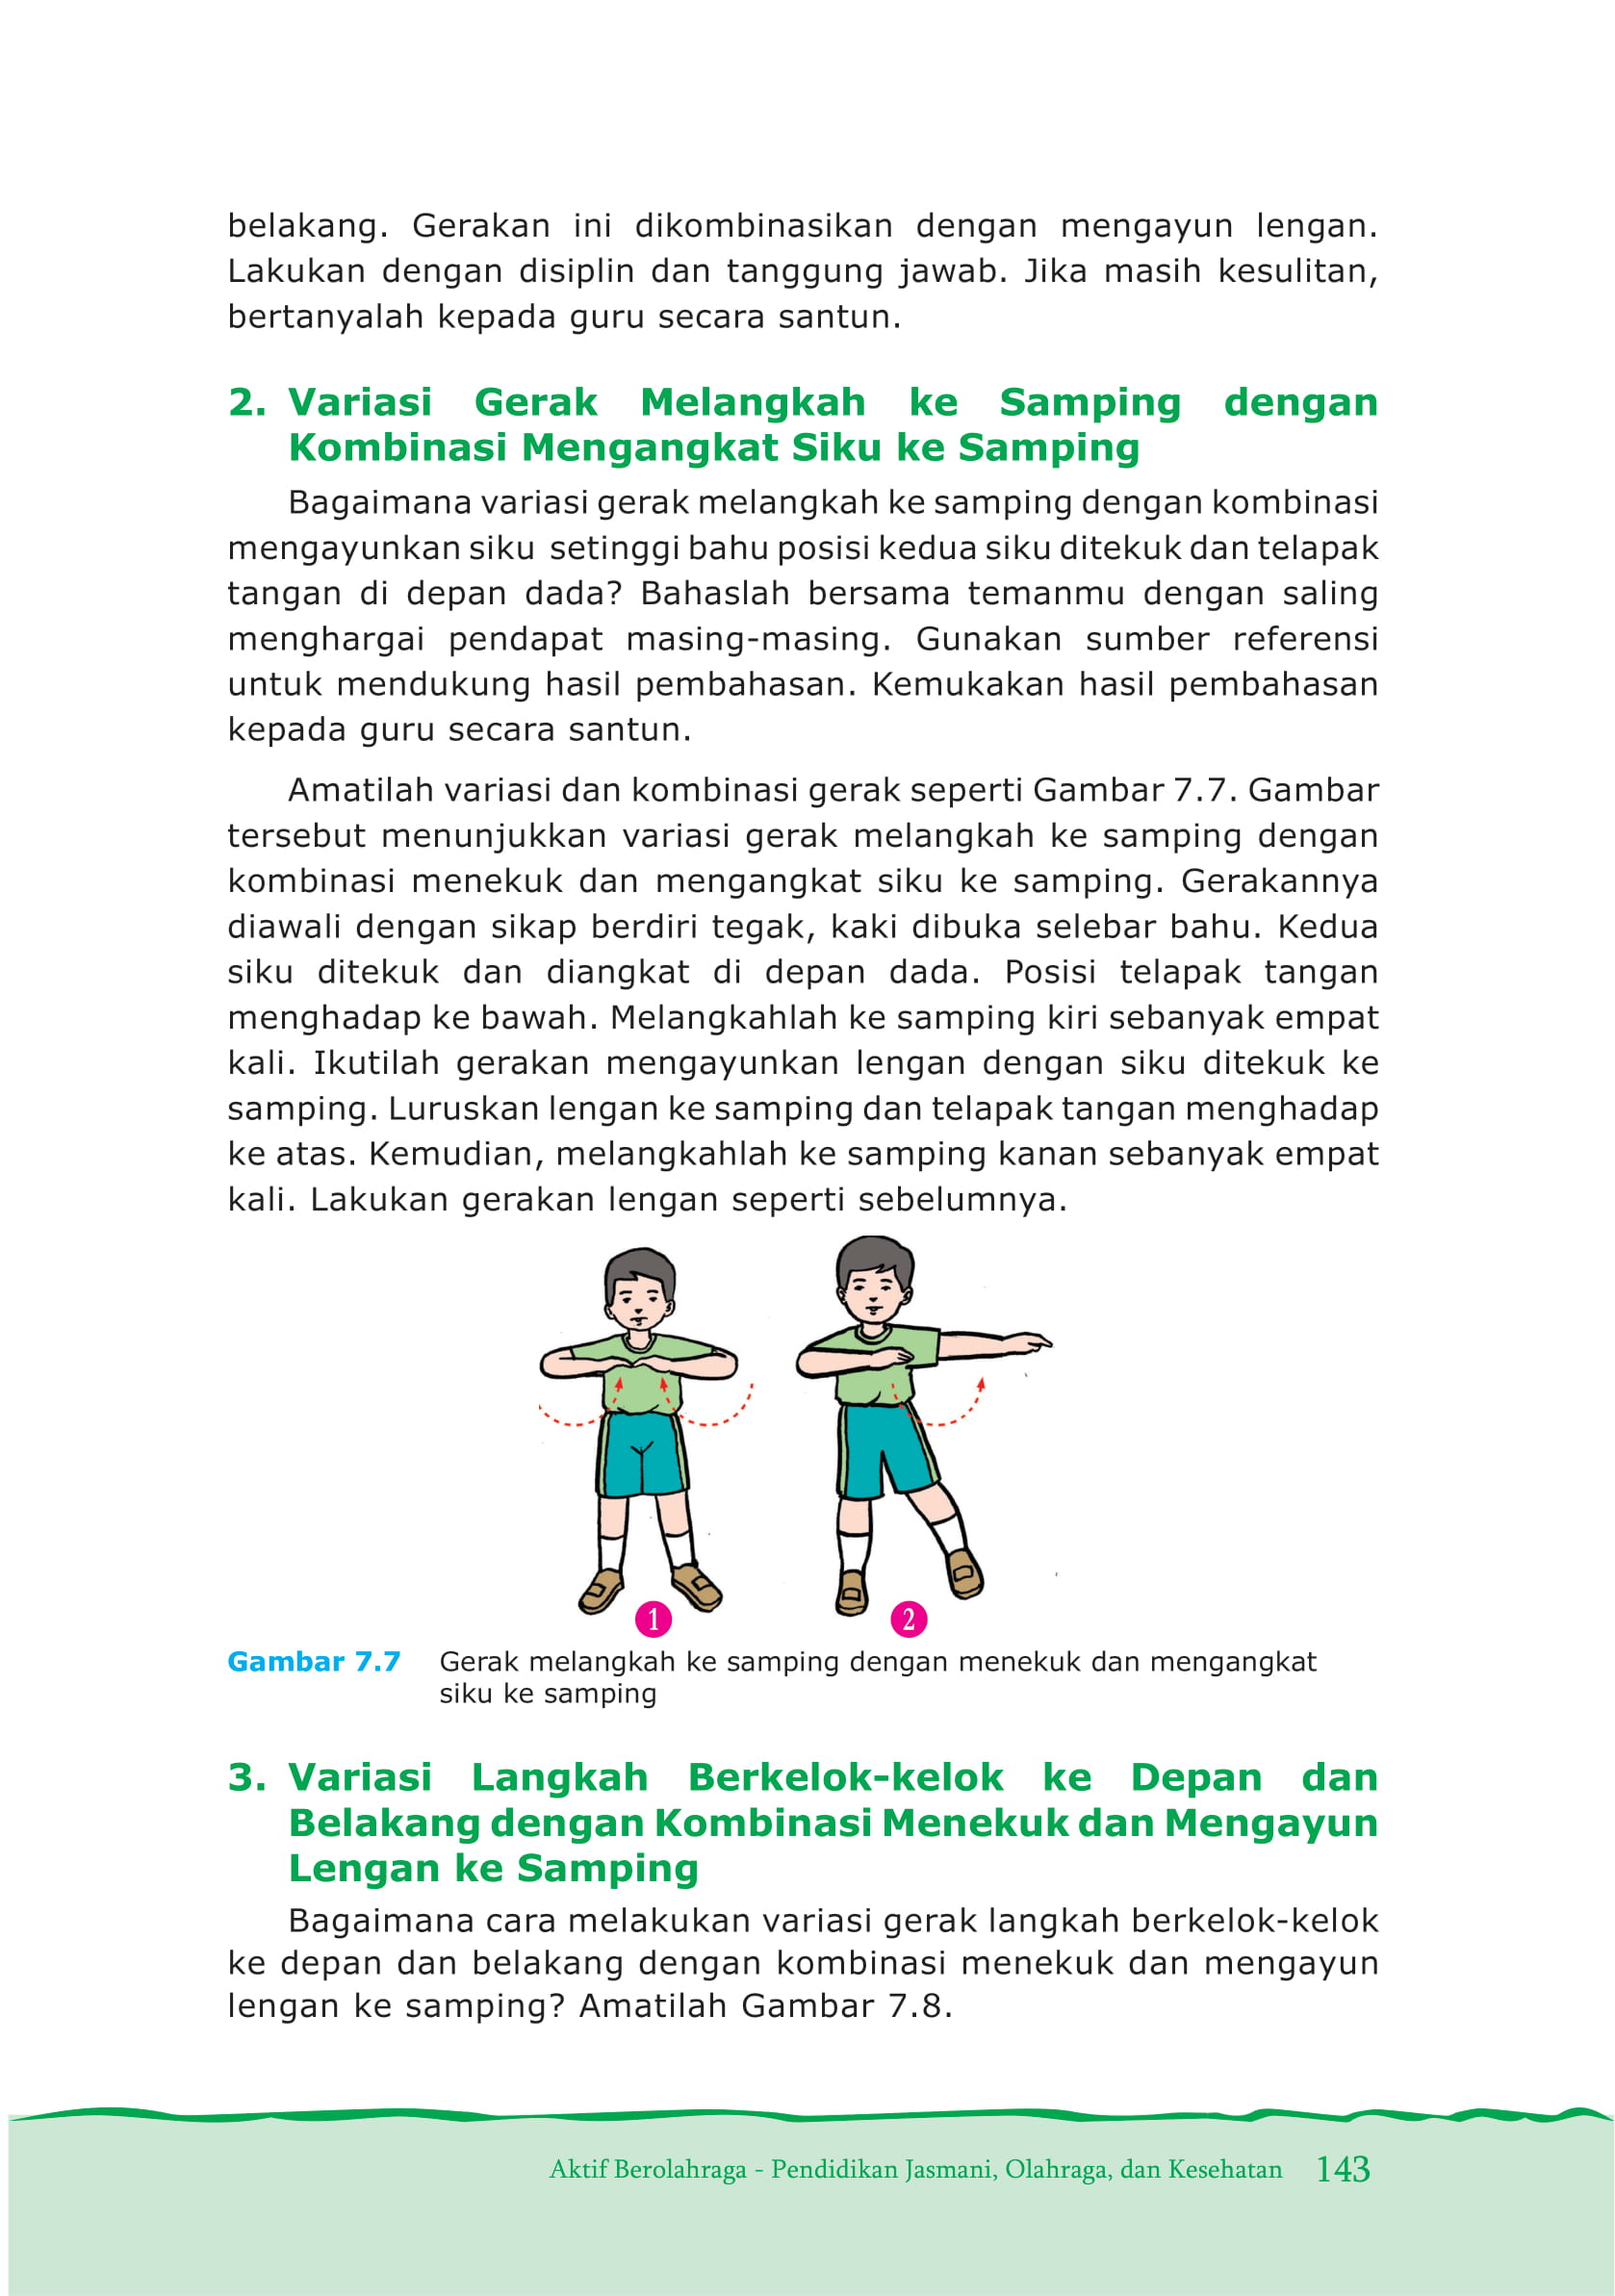 belakang. Gerakan ini dikombinasikan dengan mengayun lengan.
Lakukan dengan disiplin dan tanggung jawab. Jika masih kesulitan,
bertanyalah kepada guru secara santun.
2. Variasi Gerak Melangkah ke Samping dengan
Kombinasi Mengangkat Siku ke Samping
Bagaimana variasi gerak melangkah ke samping dengan kombinasi
mengayunkan siku setinggi bahu posisi kedua siku ditekuk dan telapak
tangan di depan dada? Bahaslah bersama temanmu dengan saling
menghargai pendapat masing-masing. Gunakan sumber referensi
untuk mendukung hasil pembahasan. Kemukakan hasil pembahasan
kepada guru secara santun.
Amatilah variasi dan kombinasi gerak seperti Gambar 7.7. Gambar
tersebut menunjukkan variasi gerak melangkah ke samping dengan
kombinasi menekuk dan mengangkat siku ke samping. Gerakannya
diawali dengan sikap berdiri tegak, kaki dibuka selebar bahu. Kedua
siku ditekuk dan diangkat di depan dada. Posisi telapak tangan
menghadap ke bawah. Melangkahlah ke samping kiri sebanyak empat
kali. Ikutilah gerakan mengayunkan lengan dengan siku ditekuk ke
samping. Luruskan lengan ke samping dan telapak tangan menghadap
ke atas. Kemudian, melangkahlah ke samping kanan sebanyak empat
kali. Lakukan gerakan lengan seperti sebelumnya.
1 2
Gambar 7.7 Gerak melangkah ke samping dengan menekuk dan mengangkat
siku ke samping
3. Variasi Langkah Berkelok-kelok ke Depan dan
Belakang dengan Kombinasi Menekuk dan Mengayun
Lengan ke Samping
Bagaimana cara melakukan variasi gerak langkah berkelok-kelok
ke depan dan belakang dengan kombinasi menekuk dan mengayun
lengan ke samping? Amatilah Gambar 7.8.
Aktif Berolahraga - Pendidikan Jasmani, Olahraga, dan Kesehatan 143